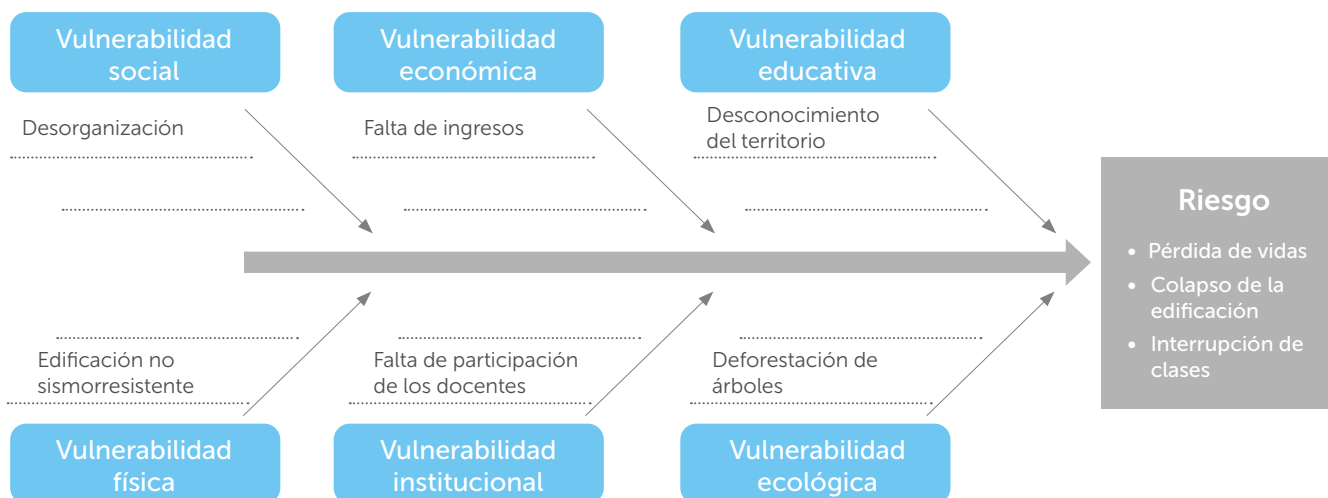 Vulnerabilidad
social
Vulnerabilidad
económica
Vulnerabilidad
educativa
Desorganización
Falta de ingresos
Desconocimiento
del territorio
Riesgo
• Pérdida de vidas
• Colapso de la
edificación
• Interrupción de
clases
Edificación no
sismorresistente
Falta de participación
de los docentes
Deforestación de
árboles
Vulnerabilidad
física
Vulnerabilidad
institucional
Vulnerabilidad
ecológica